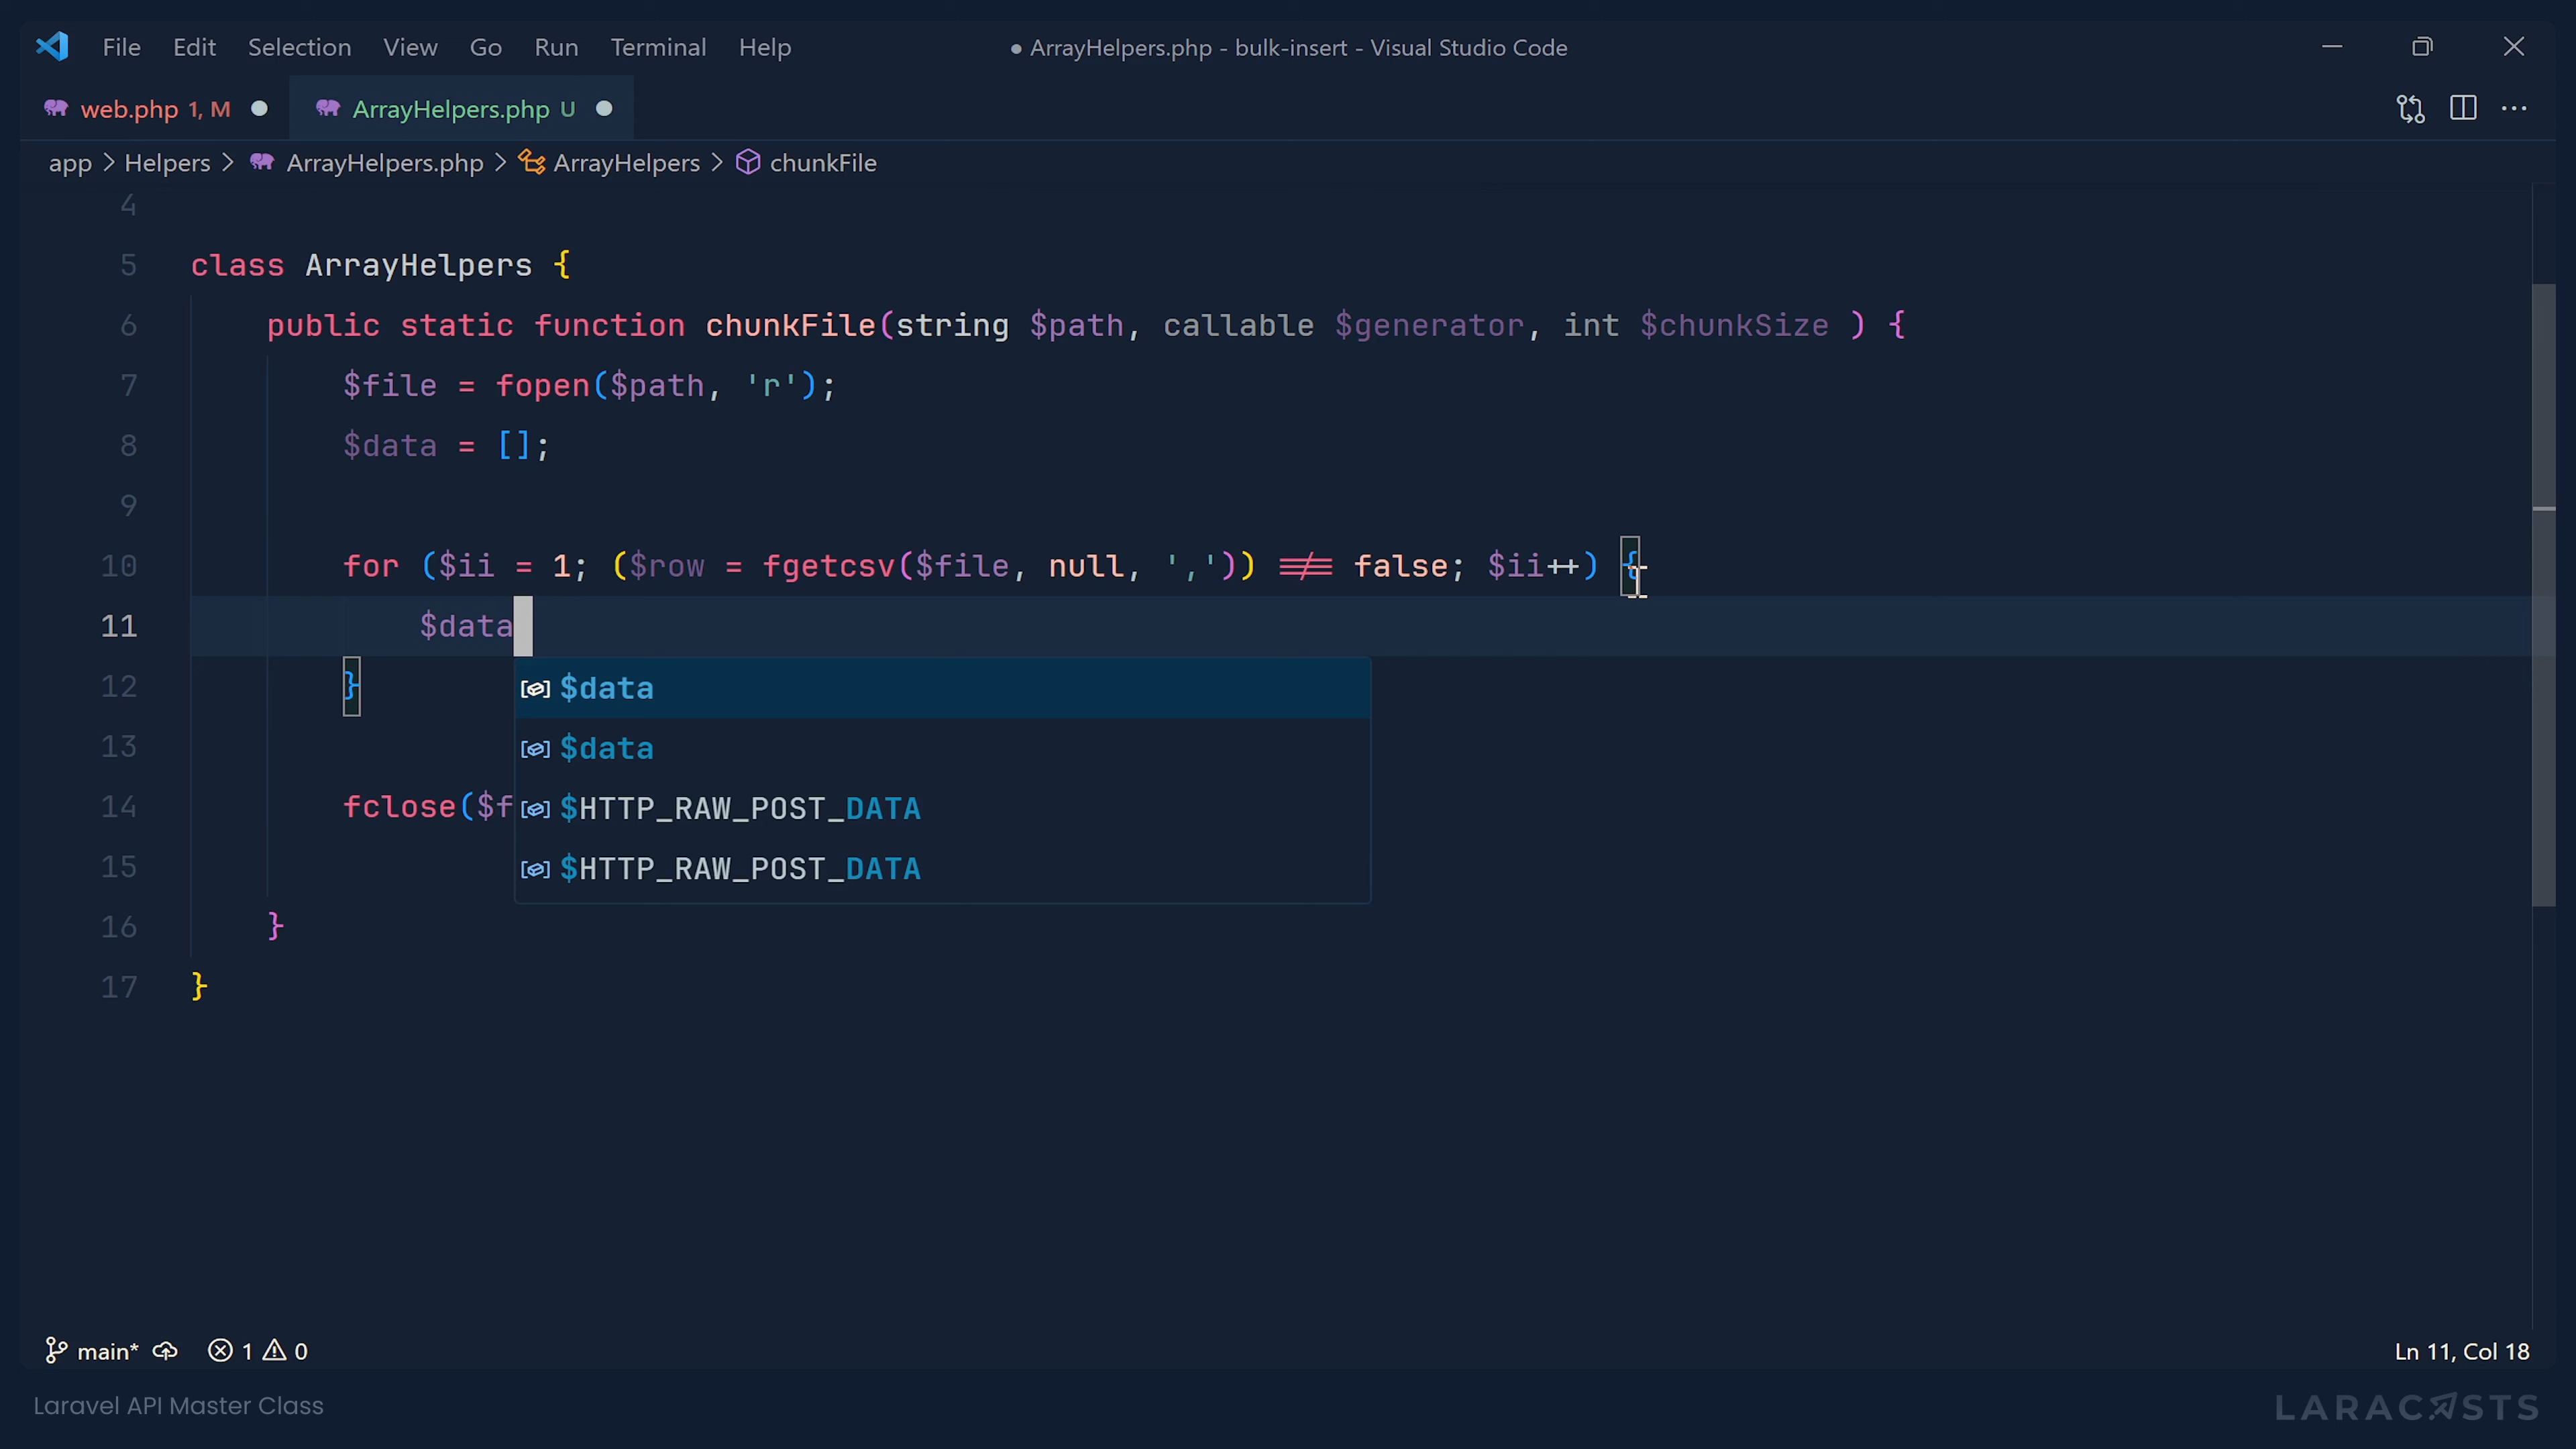 File Edit Selection View Go Run Terminal Help ● ArrayHelpers.php - bulk-insert - Visual Studio Code
web.php 1, M ArrayHelpers.php U
app > Helpers > ArrayHelpers.php > ArrayHelpers > chunkFile
4
5 class ArrayHelpers {
6 public static function chunkFile(string $path, callable $generator, int $chunkSize ) {
7 $file = fopen($path, 'r');
8 $data = [];
9
10 for ($ii = 1; ($row = fgetcsv($file, null, ',')) !== false; $ii++) {
11 $data
12 }
$data
13
$data
14 fclose($f
$HTTP_RAW_POST_DATA
15
$HTTP_RAW_POST_DATA
16 }
17 }
main* 1 0 Ln 11, Col 18
Laravel API Master Class LARACASTS